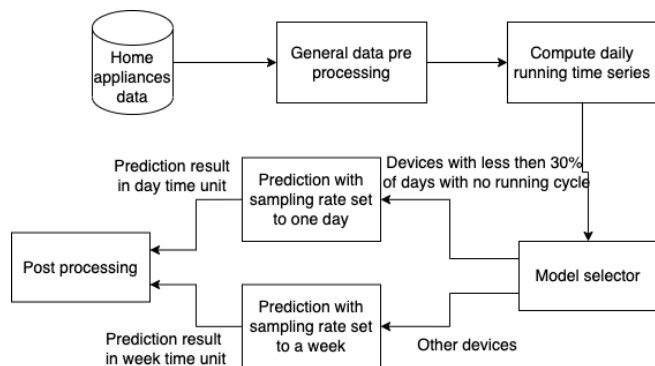 Home
appliances
data
General data pre
processing
Compute daily
running time series
Prediction result
in day time unit
Prediction with
sampling rate set
to one day
Devices with less then 30%
of days with no running cycle
Post processing
Model selector
Prediction result
in week time unit
Prediction with
sampling rate set
to a week
Other devices